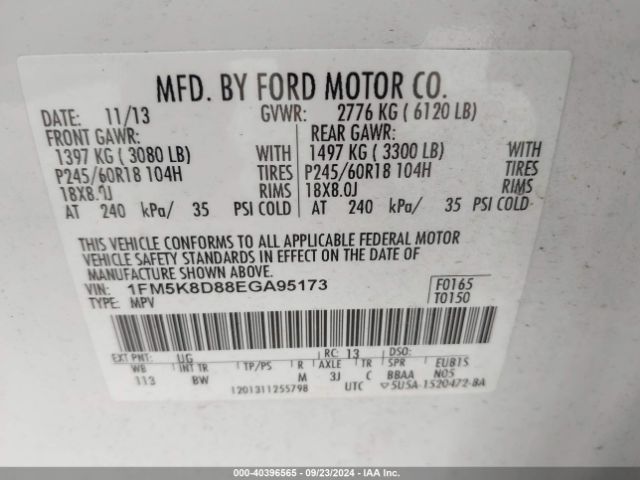 MFD. BY FORD MOTOR CO.
DATE: 11/13 GVWR: 2776 KG ( 6120 LB)
FRONT GAWR: REAR GAWR:
1397 KG ( 3080 LB) WITH 1497 KG ( 3300 LB) WITH
P245/60R18 104H TIRES P245/60R18 104H TIRES
18X8.0J RIMS 18X8.0J RIMS
AT 240 kPa/ 35 PSI COLD AT 240 kPa/ 35 PSI COLD
THIS VEHICLE CONFORMS TO ALL APPLICABLE FEDERAL MOTOR
VEHICLE SAFETY STANDARDS IN EFFECT ON THE DATE OF
MANUFACTURE SHOWN ABOVE.
VIN: 1FM5K8D88EGA95173 F0165
TYPE: MPV T0150
EXT PNT: UG RC: 13 DSO:
WB INT TR TP/PS R AXLE TR SPR EUB15
113 BW M 3J C BBAA N05
1201311255798 UTC 5U5A-1520472-BA
000-40396565 - 09/23/2024 - IAA Inc.